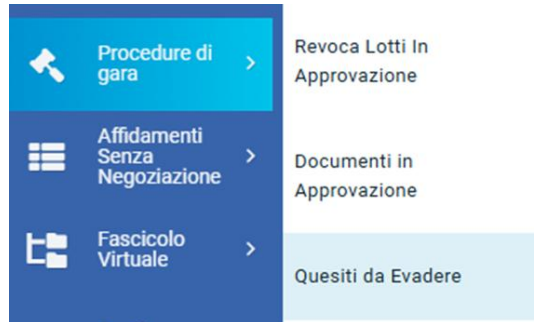 Procedure di
gara
Affidamenti
Senza
Negoziazione
Fascicolo
Virtuale
Revoca Lotti In
Approvazione
Documenti in
Approvazione
Quesiti da Evadere